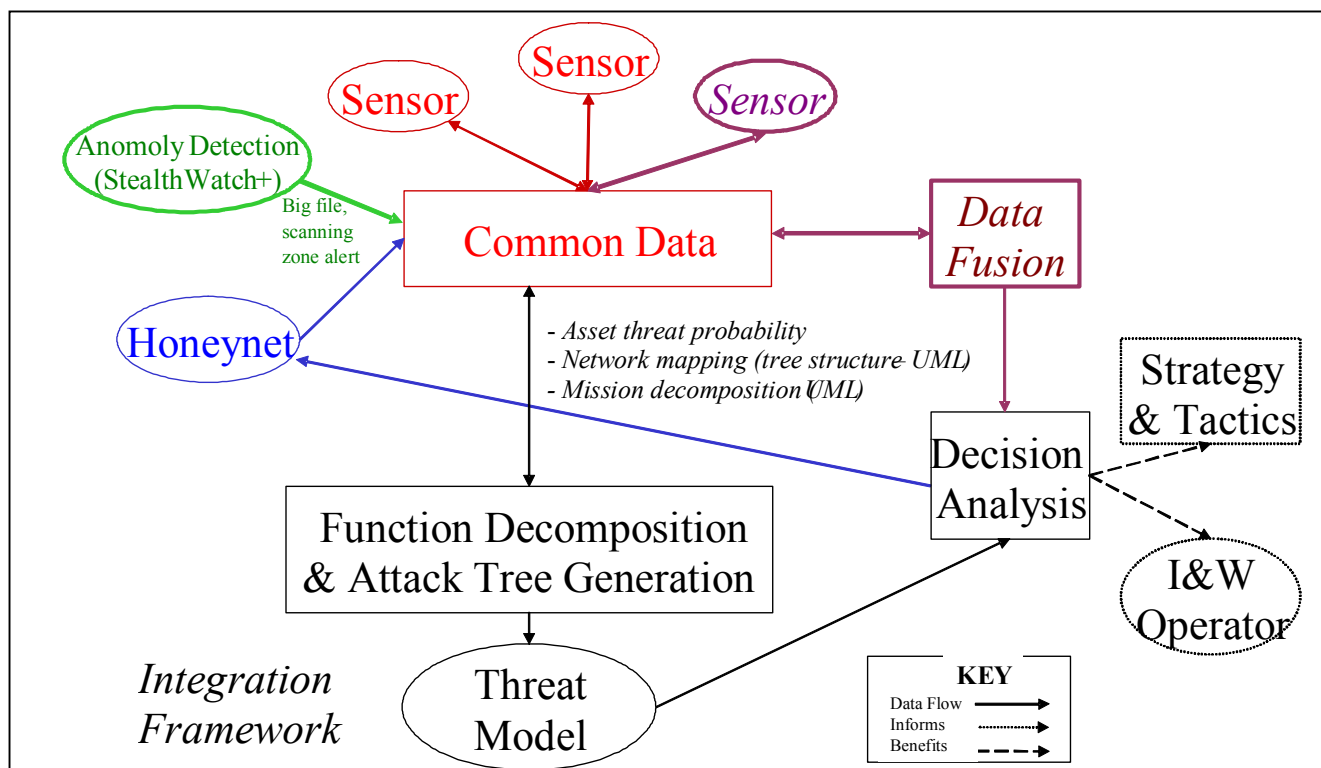 Sensor
Sensor
Sensor
Anomoly Detection
(StealthWatch+)
Big file,
scanning
zone alert
Common Data
Data
Fusion
Honeynet
- Asset threat probability
- Network mapping (tree structure- UML)
- Mission decomposition (UML)
Strategy
& Tactics
Decision
Analysis
Function Decomposition
& Attack Tree Generation
I&W
Operator
Integration
Framework
Threat
Model
KEY
Data Flow
Informs
Benefits